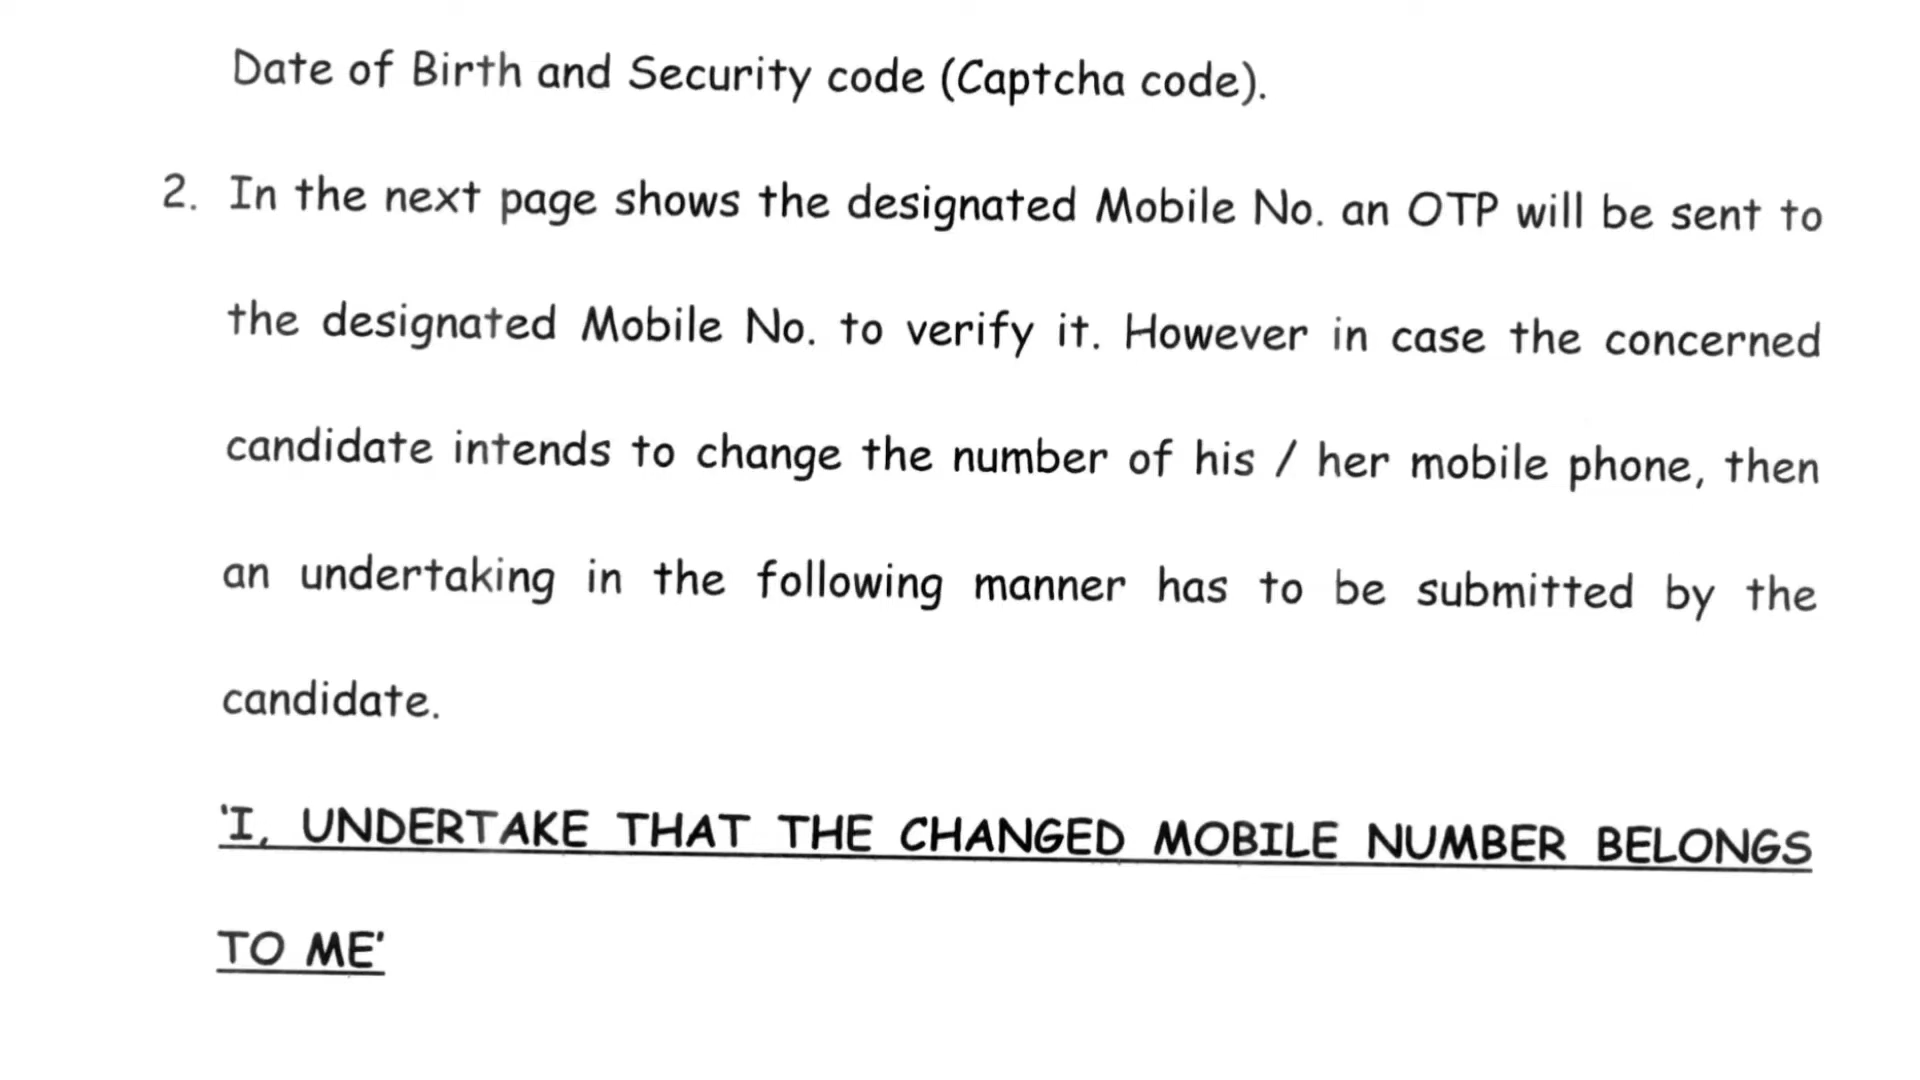 Date of Birth and Security code (Captcha code).
2. In the next page shows the designated Mobile No. an OTP will be sent to
the designated Mobile No. to verify it. However in case the concerned
candidate intends to change the number of his / her mobile phone, then
an undertaking in the following manner has to be submitted by the
candidate.
'I, UNDERTAKE THAT THE CHANGED MOBILE NUMBER BELONGS
TO ME'